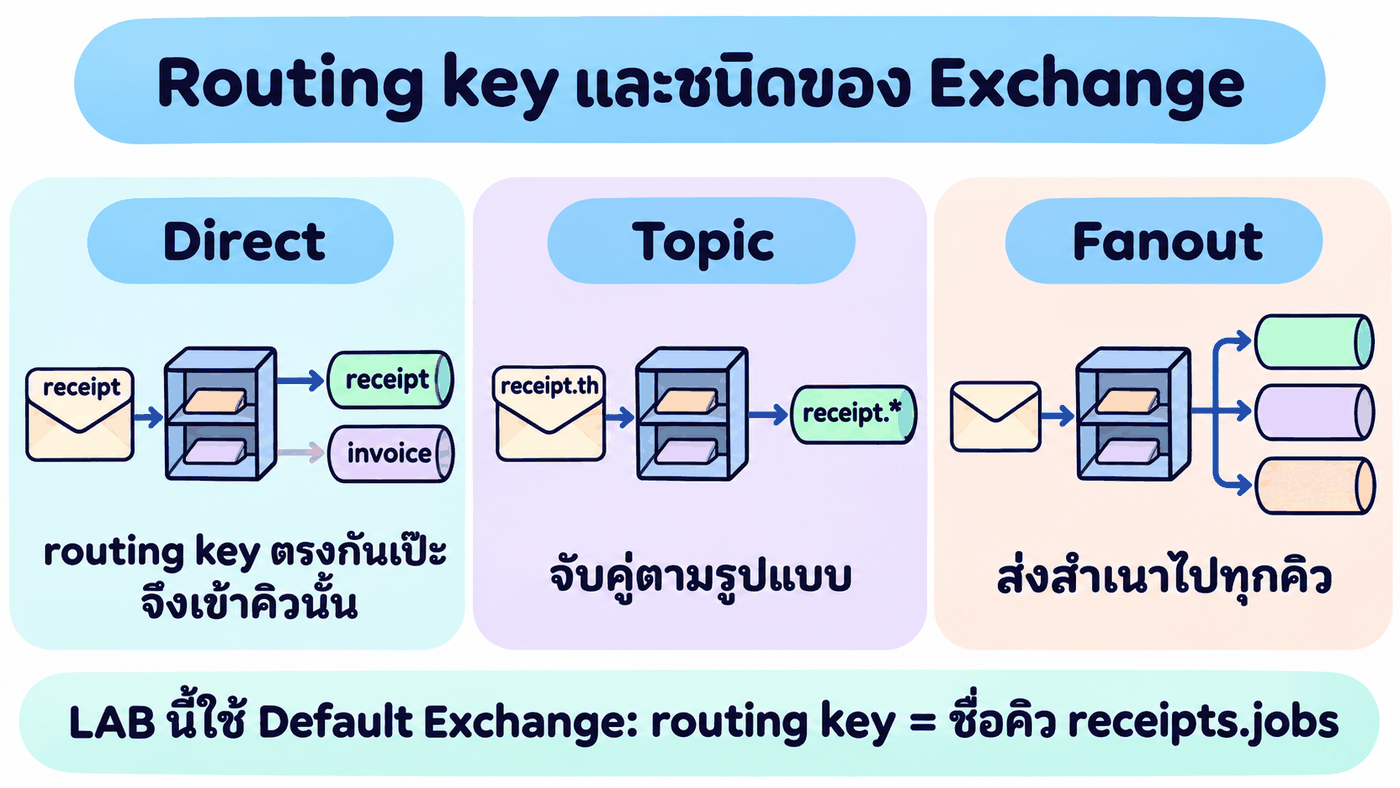 Routing key และชนิดของ Exchange
Direct
receipt
receipt
invoice
routing key ตรงกันเป๊ะ
จึงเข้าคิวนั้น
Topic
receipt.th
receipt.*
จับคู่ตามรูปแบบ
Fanout
ส่งสำเนาไปทุกคิว
LAB นี้ใช้ Default Exchange: routing key = ชื่อคิว receipts.jobs